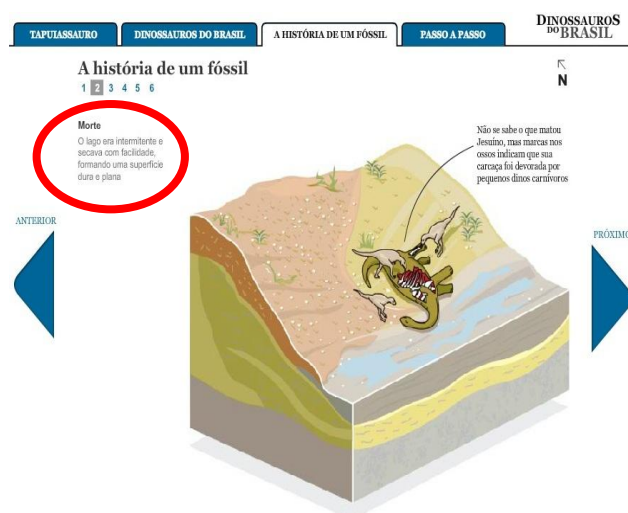 TAPUIASSAURO
DINOSSAUROS DO BRASIL
A HISTÓRIA DE UM FÓSSIL
PASSO A PASSO
DINOSSAUROS
DO BRASIL
A história de um fóssil
1 2 3 4 5 6
N
Morte
O lago era intermitente e
secava com facilidade,
formando uma superfície
dura e plana
Não se sabe o que matou
Jesuíno, mas marcas nos
ossos indicam que sua
carcaça foi devorada por
pequenos dinos carnívoros
ANTERIOR
PRÓXIMO